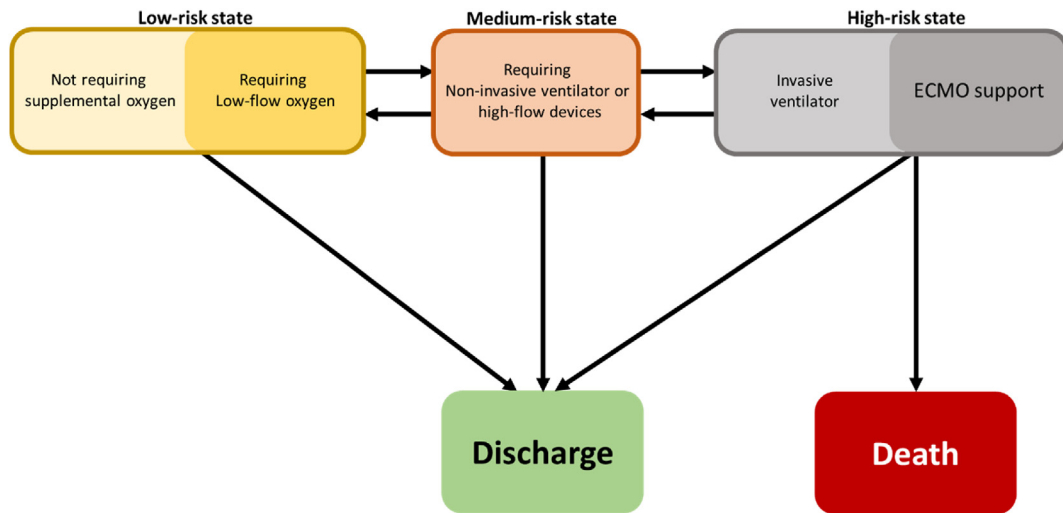 Low-risk state
Medium-risk state
High-risk state
Not requiring
supplemental oxygen
Requiring
Low-flow oxygen
Requiring
Non-invasive ventilator or
high-flow devices
Invasive
ventilator
ECMO support
Discharge
Death